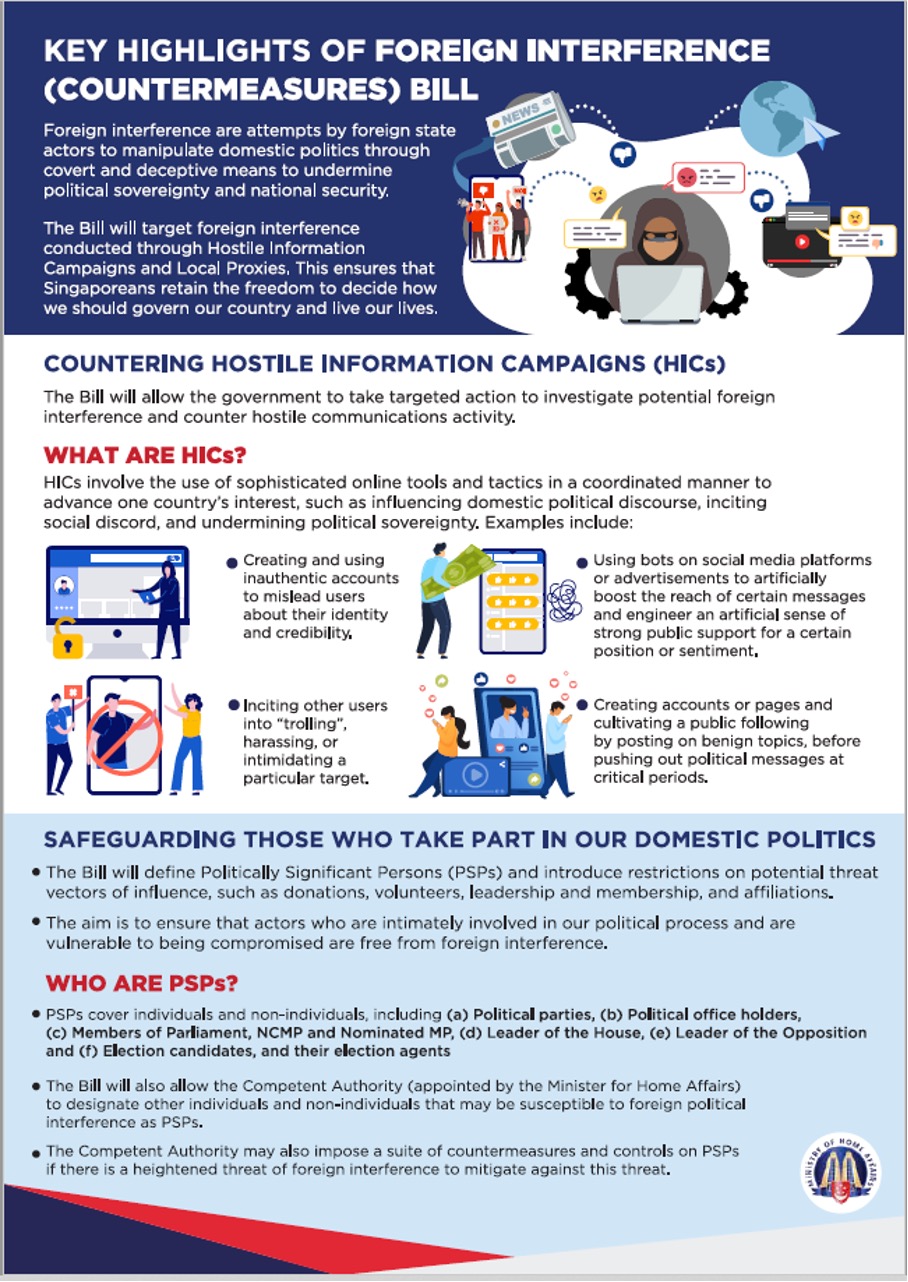 KEY HIGHLIGHTS OF FOREIGN INTERFERENCE
(COUNTERMEASURES) BILL
Foreign interference are attempts by foreign state
actors to manipulate domestic politics through
covert and deceptive means to undermine
political sovereignty and national security.
The Bill will target foreign interference
conducted through Hostile Information
Campaigns and Local Proxies. This ensures that
Singaporeans retain the freedom to decide how
we should govern our country and live our lives.
NEWS
COUNTERING HOSTILE INFORMATION CAMPAIGNS (HICs)
The Bill will allow the government to take targeted action to investigate potential foreign
interference and counter hostile communications activity.
WHAT ARE HICs?
HICs involve the use of sophisticated online tools and tactics in a coordinated manner to
advance one country's interest, such as influencing domestic political discourse, inciting
social discord, and undermining political sovereignty. Examples include:
● Creating and using
inauthentic accounts
to mislead users
about their identity
and credibility.
● Using bots on social media platforms
or advertisements to artificially
boost the reach of certain messages
and engineer an artificial sense of
strong public support for a certain
position or sentiment.
● Inciting other users
into “trolling”,
harassing, or
intimidating a
particular target.
● Creating accounts or pages and
cultivating a public following
by posting on benign topics, before
pushing out political messages at
critical periods.
SAFEGUARDING THOSE WHO TAKE PART IN OUR DOMESTIC POLITICS
● The Bill will define Politically Significant Persons (PSPs) and introduce restrictions on potential threat
vectors of influence, such as donations, volunteers, leadership and membership, and affiliations.
● The aim is to ensure that actors who are intimately involved in our political process and are
vulnerable to being compromised are free from foreign interference.
WHO ARE PSPs?
● PSPs cover individuals and non-individuals, including (a) Political parties, (b) Political office holders,
(c) Members of Parliament, NCMP and Nominated MP, (d) Leader of the House, (e) Leader of the Opposition
and (f) Election candidates, and their election agents
● The Bill will also allow the Competent Authority (appointed by the Minister for Home Affairs)
to designate other individuals and non-individuals that may be susceptible to foreign political
interference as PSPs.
● The Competent Authority may also impose a suite of countermeasures and controls on PSPs
if there is a heightened threat of foreign interference to mitigate against this threat.
MINISTRY OF HOME AFFAIRS